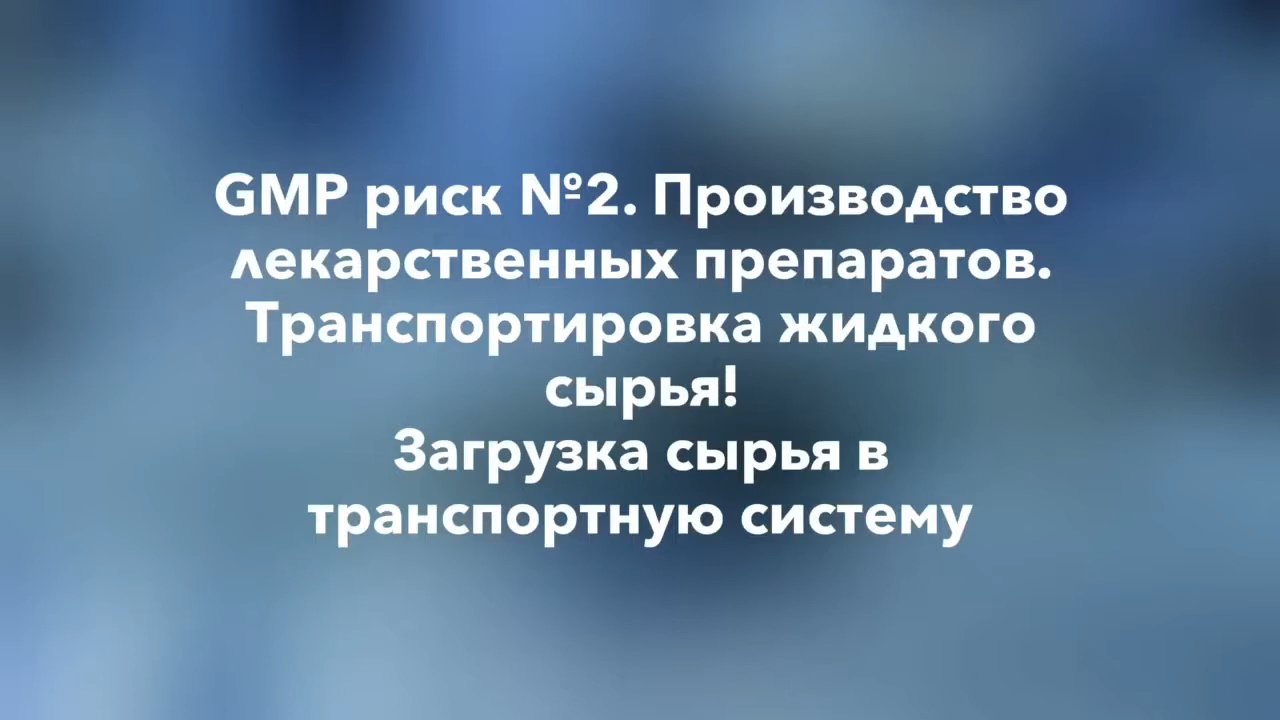 GMP риск №2. Производство
лекарственных препаратов.
Транспортировка жидкого
сырья!
Загрузка сырья в
транспортную систему